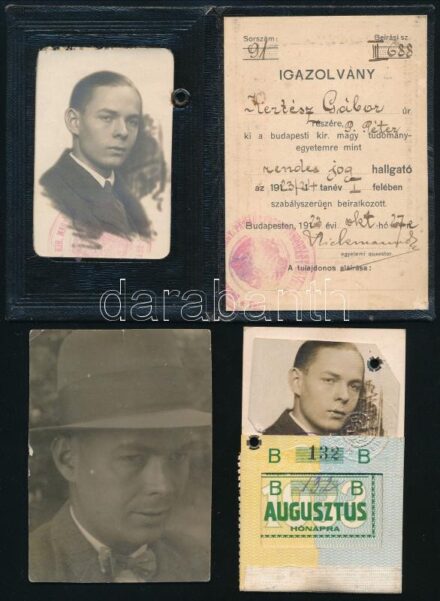 Sorszám: 91
Beírási sz. II 688
IGAZOLVÁNY
Kertész Gábor úr
részére, P. Péter
ki a budapesti kir. magy tudomány-
egyetemre mint
rendes jog hallgató
az 1923/24 tanév I felében
szabályszerüen beiratkozott.
Budapesten, 1923 évi okt hó 27
egyetemi quaestor.
A tulajdonos aláírása:
darabanth
B 132 B
B B
AUGUSZTUS
HÓNAPRA